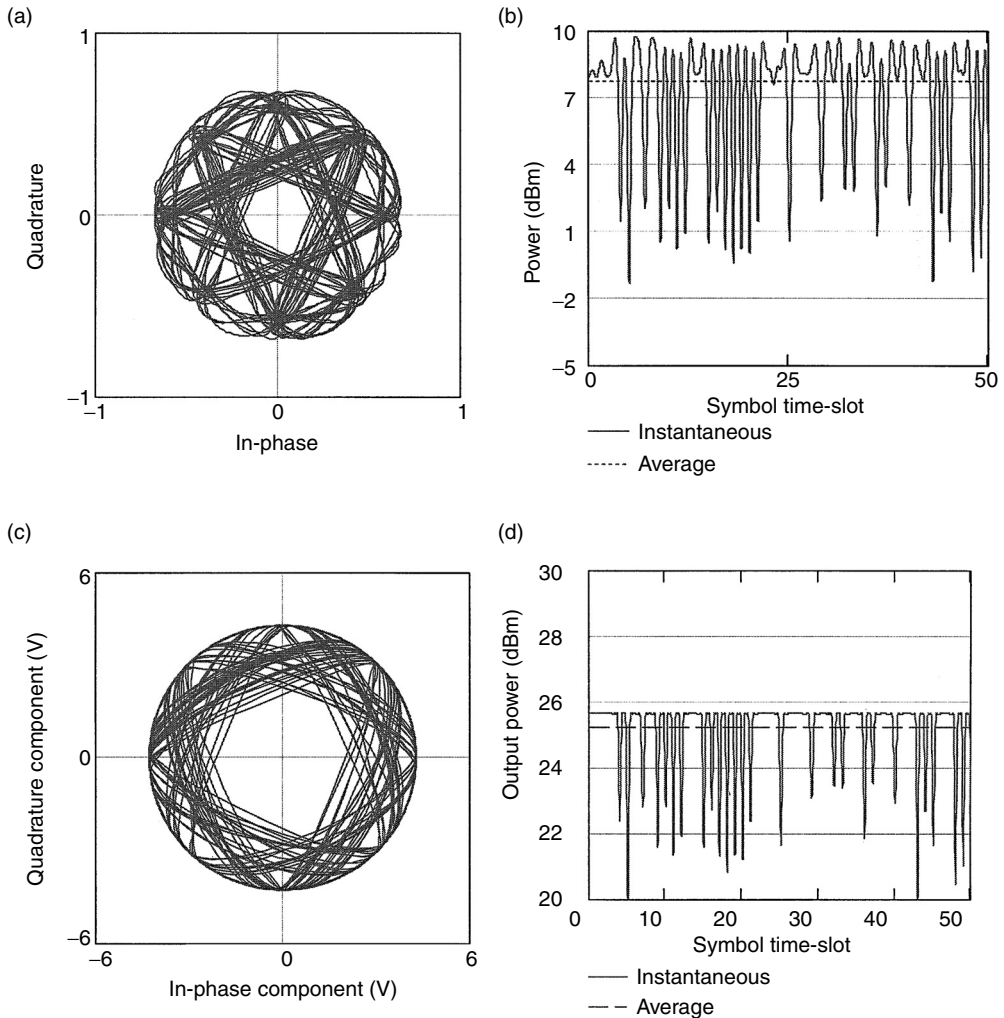 (a)
1
Quadrature
0
−1
−1
0
1
In-phase
(b)
10
7
4
1
−2
−5
Power (dBm)
0
25
50
Symbol time-slot
Instantaneous
Average
(c)
6
Quadrature component (V)
0
−6
−6
0
6
In-phase component (V)
(d)
30
28
26
24
22
20
Output power (dBm)
0
10
20
30
40
50
Symbol time-slot
Instantaneous
Average